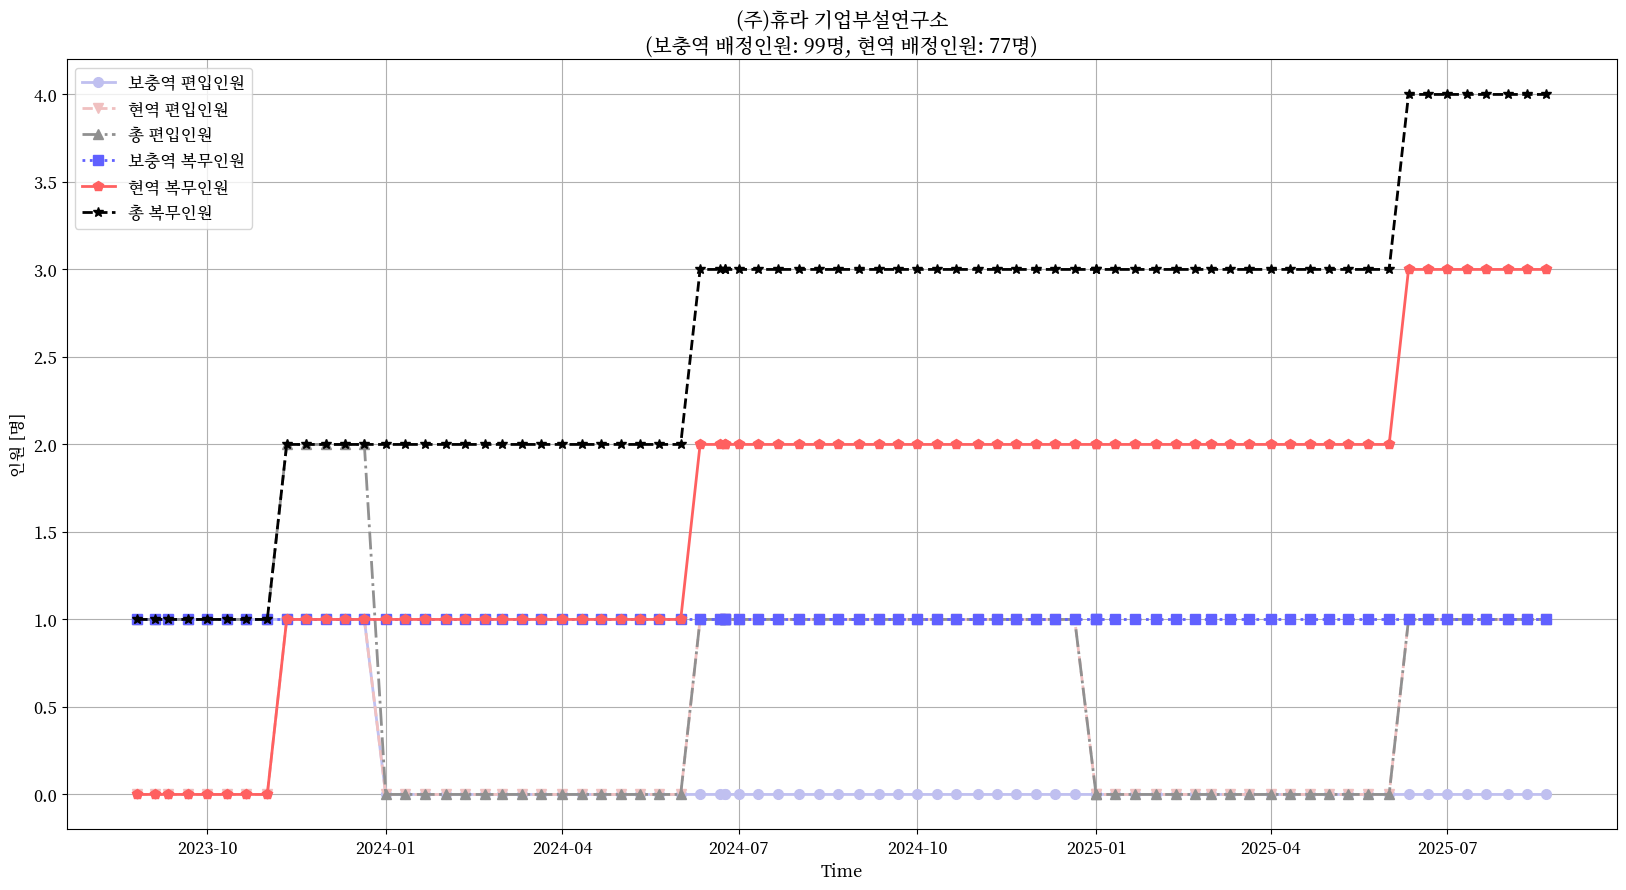 (주)휴라 기업부설연구소
(보충역 배정인원: 99명, 현역 배정인원: 77명)
보충역 편입인원
현역 편입인원
총 편입인원
보충역 복무인원
현역 복무인원
총 복무인원
4.0
3.5
3.0
2.5
2.0
1.5
1.0
0.5
0.0
인원 [명]
2023-10
2024-01
2024-04
2024-07
2024-10
2025-01
2025-04
2025-07
Time